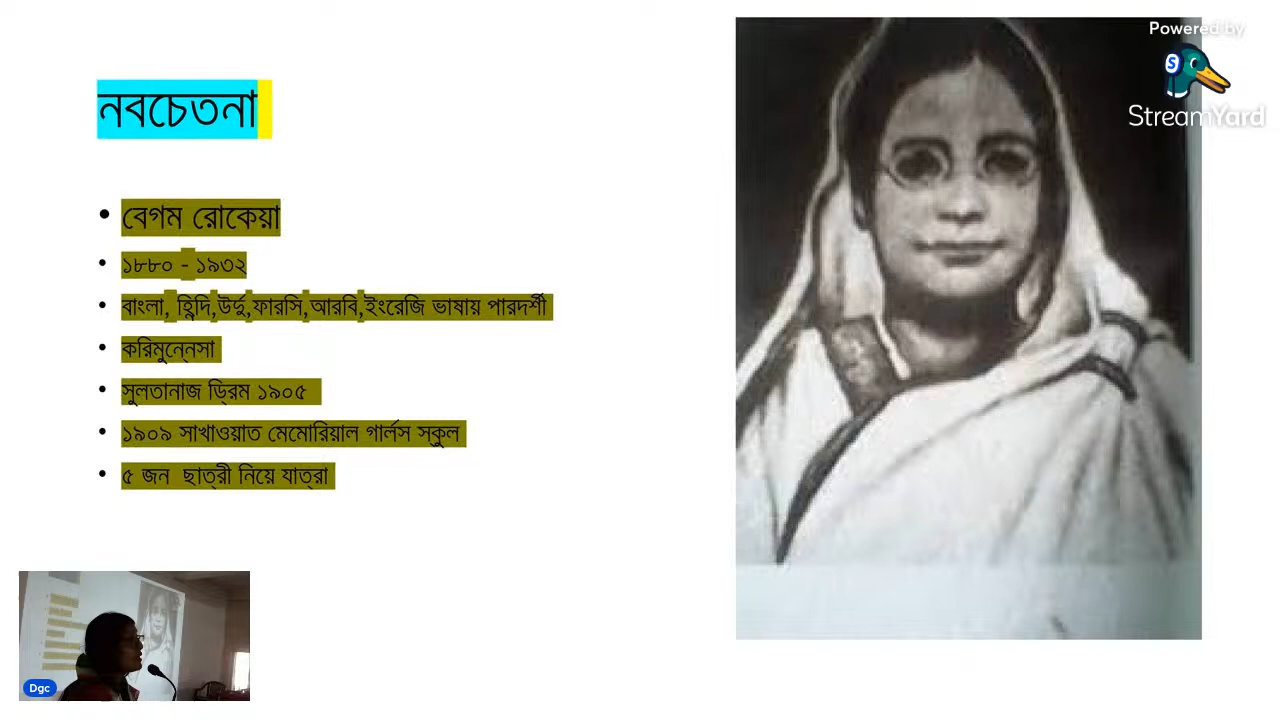 Powered by
StreamYard
নবচেতনা
• বেগম রোকেয়া
• ১৮৮০ - ১৯৩২
• বাংলা, হিন্দি,উর্দু,ফারসি,আরবি,ইংরেজি ভাষায় পারদর্শী
• করিমুন্নেসা
• সুলতানাজ ড্রিম ১৯০৫
• ১৯০৯ সাখাওয়াত মেমোরিয়াল গার্লস স্কুল
• ৫ জন ছাত্রী নিয়ে যাত্রা
Dgc